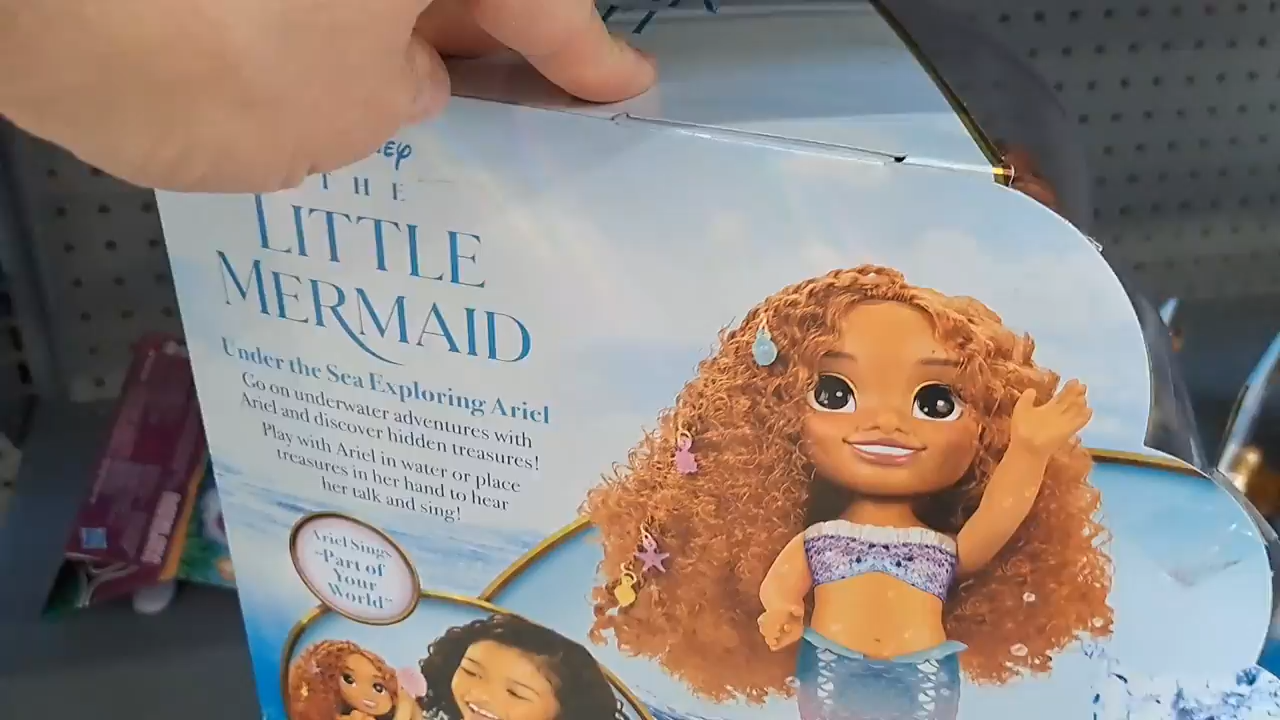 THE
LITTLE
MERMAID
Under the Sea Exploring Ariel
Go on underwater adventures with
Ariel and discover hidden treasures!
Play with Ariel in water or place
treasures in her hand to hear
her talk and sing!
Ariel Sings
~Part of
Your
World~